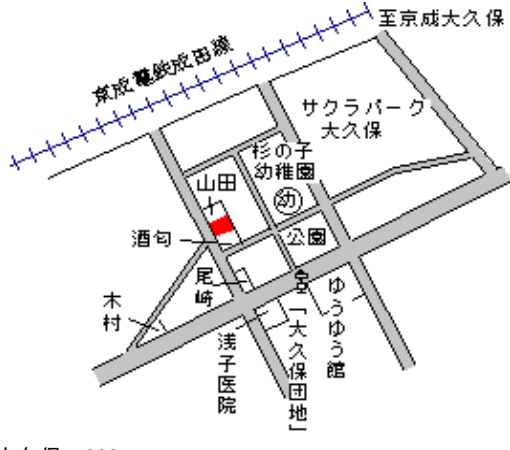 至京成大久保
京成電鉄成田線
サクラパーク
大久保
杉の子
幼稚園
幼
山田
酒匂
公園
尾崎
木村
浅子医院
「大久保団地」
ゆうゆう館